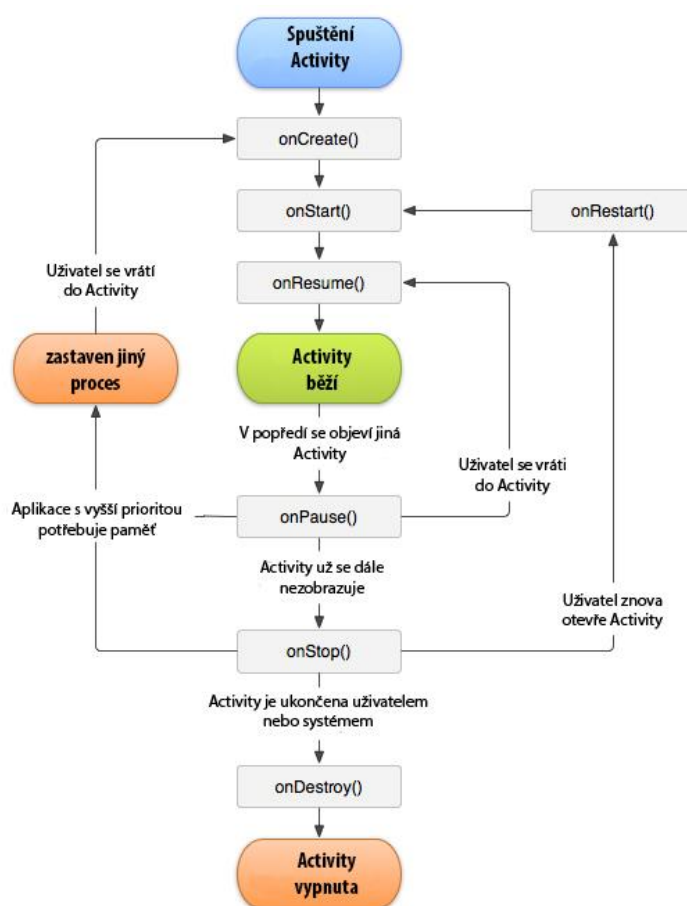 Spuštění
Activity
onCreate()
onStart()
onRestart()
Uživatel se vrátí
do Activity
onResume()
zastaven jiný
proces
Activity
běží
V popředí se objeví jiná
Activity
Uživatel se vráti
do Activity
Aplikace s vyšší prioritou
potřebuje paměť
onPause()
Activity už se dále
nezobrazuje
Uživatel znova
otevře Activity
onStop()
Activity je ukončena uživatelem
nebo systémem
onDestroy()
Activity
vypnuta